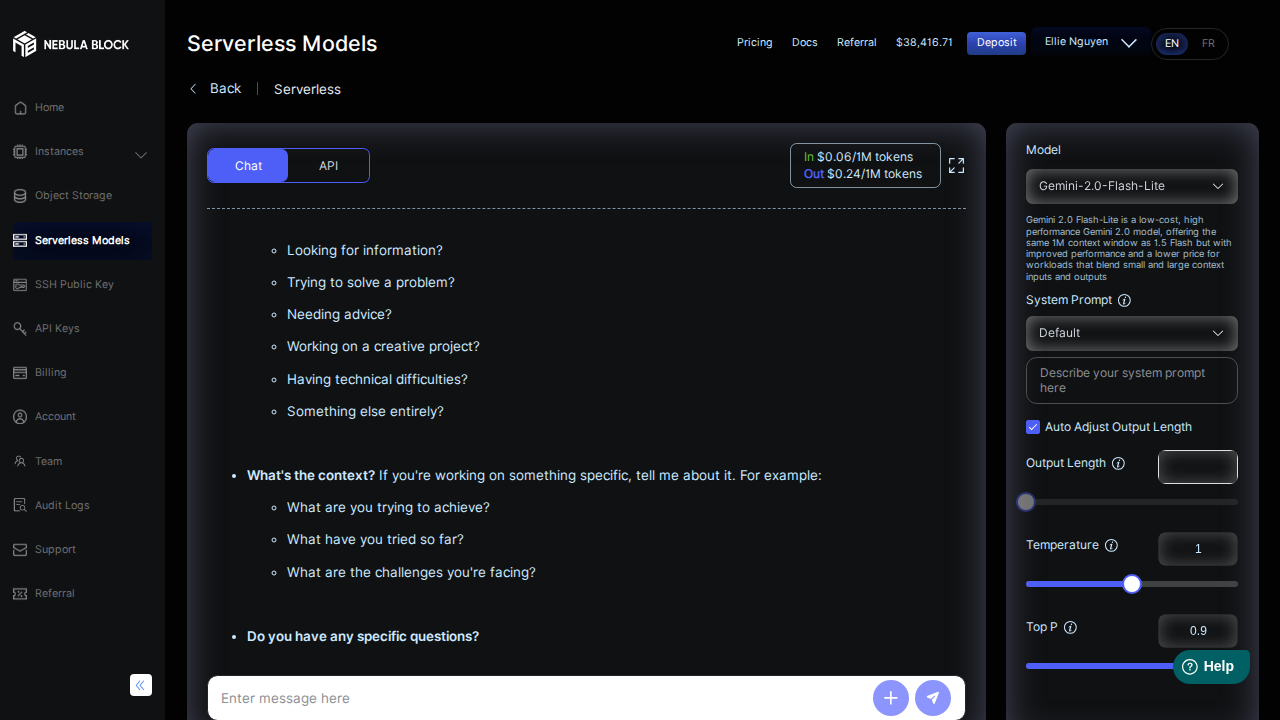 NEBULA BLOCK
Home
Instances
Object Storage
Serverless Models
SSH Public Key
API Keys
Billing
Account
Team
Audit Logs
Support
Referral
Serverless Models
Pricing
Docs
Referral
$38,416.71
Deposit
Ellie Nguyen
EN
FR
Back
Serverless
Chat
API
In $0.06/1M tokens
Out $0.24/1M tokens
Looking for information?
Trying to solve a problem?
Needing advice?
Working on a creative project?
Having technical difficulties?
Something else entirely?
What's the context? If you're working on something specific, tell me about it. For example:
What are you trying to achieve?
What have you tried so far?
What are the challenges you're facing?
Do you have any specific questions?
Enter message here
Model
Gemini-2.0-Flash-Lite
Gemini 2.0 Flash-Lite is a low-cost, high
performance Gemini 2.0 model, offering the
same 1M context window as 1.5 Flash but with
improved performance and a lower price for
workloads that blend small and large context
inputs and outputs
System Prompt
Default
Describe your system prompt
here
Auto Adjust Output Length
Output Length
Temperature
1
Top P
0.9
Help